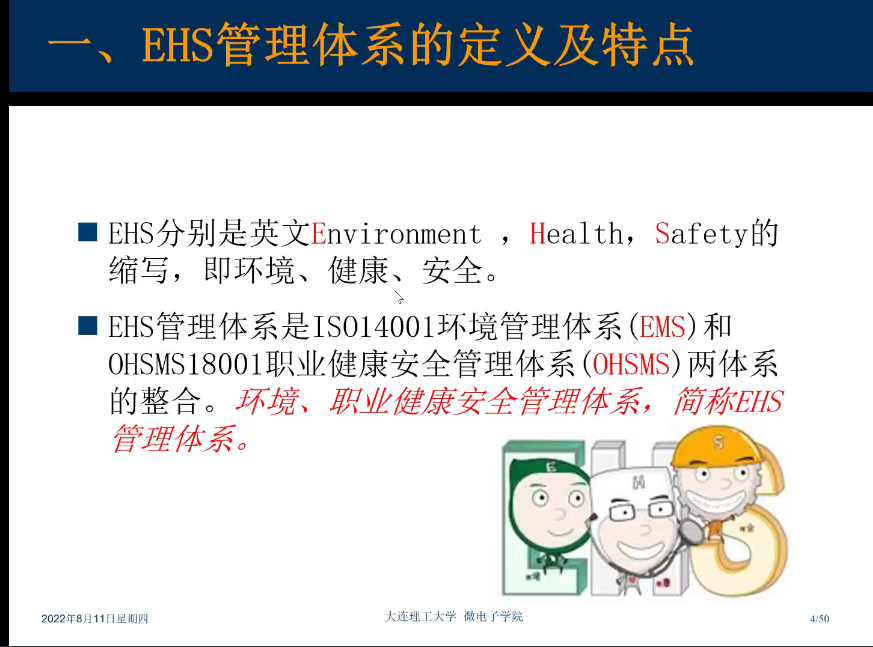 一、EHS管理体系的定义及特点
EHS分别是英文Environment ，Health，Safety的
缩写，即环境、健康、安全。
EHS管理体系是ISO14001环境管理体系(EMS)和
OHSMS18001职业健康安全管理体系(OHSMS)两体系
的整合。环境、职业健康安全管理体系，简称EHS
管理体系。
E
H
S
2022年8月11日星期四
大连理工大学 微电子学院
4/50